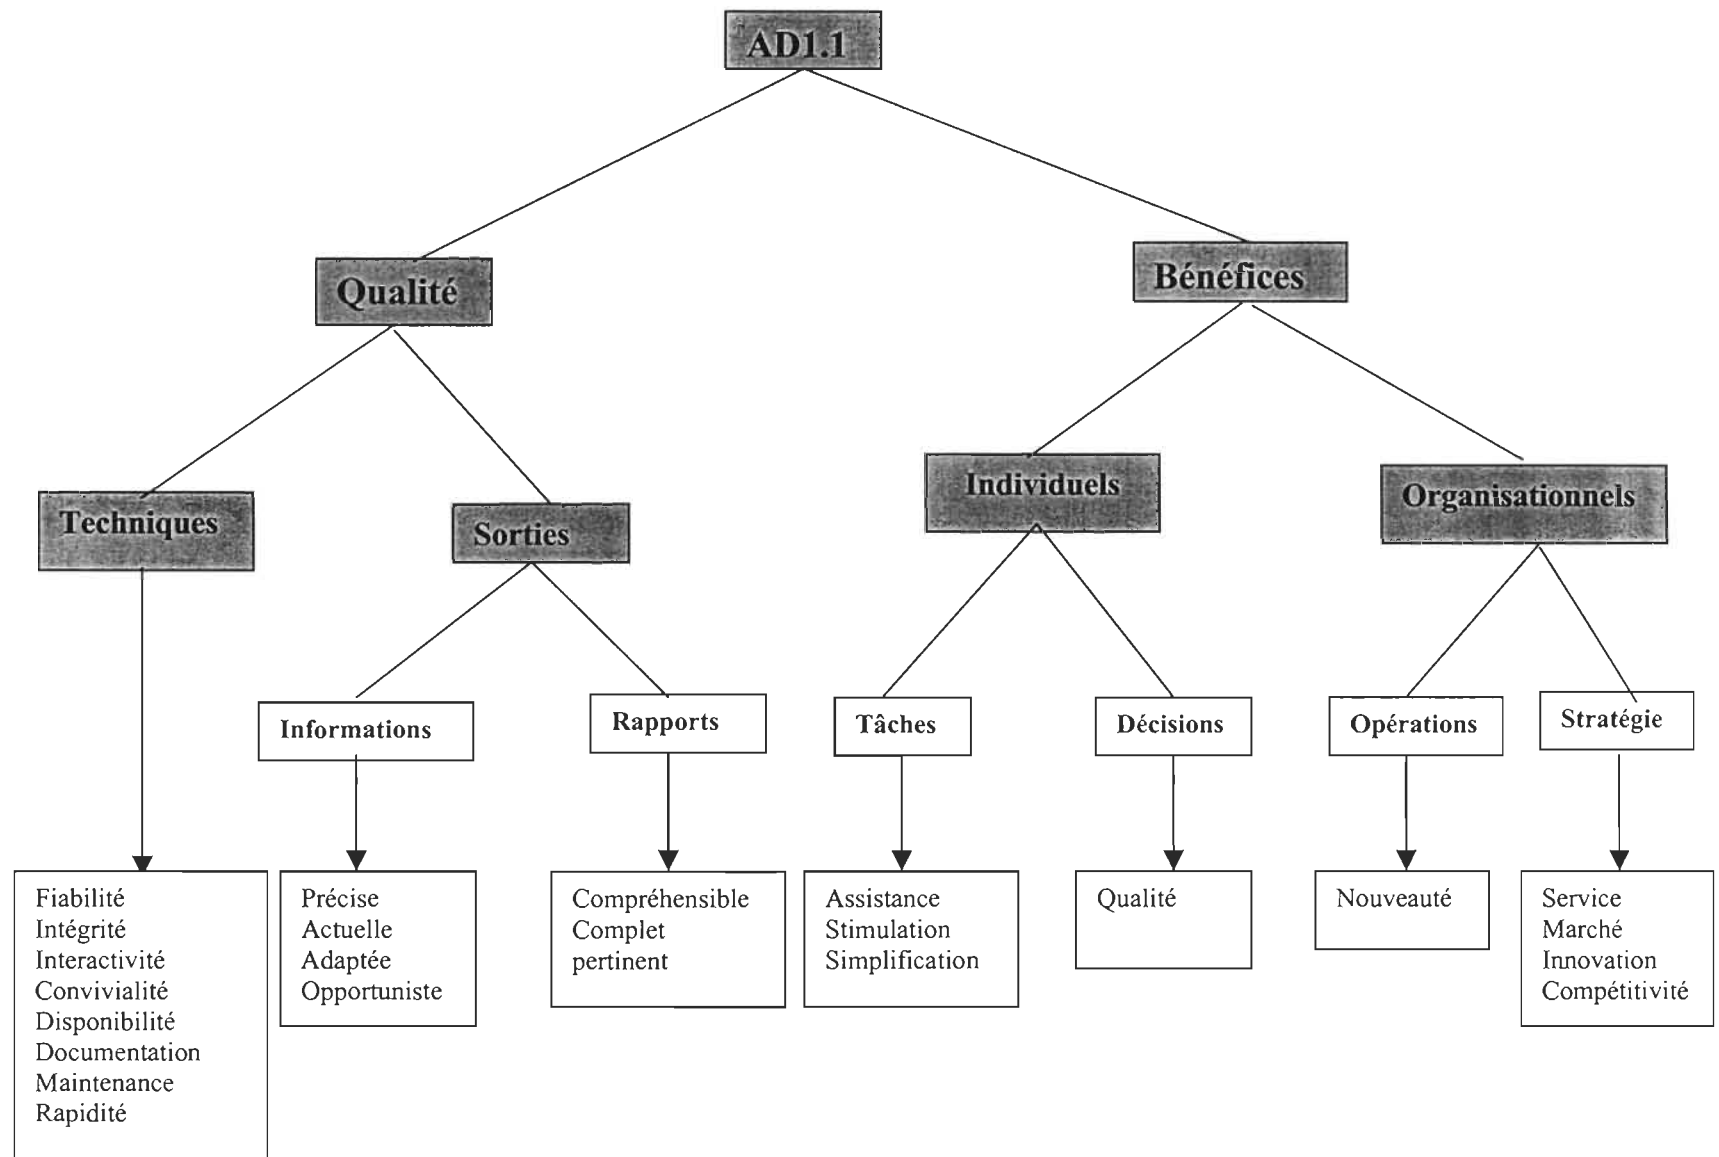 AD1.1
Qualité
Bénéfices
Techniques
Sorties
Individuels
Organisationnels
Informations
Rapports
Tâches
Décisions
Opérations
Stratégie
Fiabilité
Intégrité
Interactivité
Convivialité
Disponibilité
Documentation
Maintenance
Rapidité
Précise
Actuelle
Adaptée
Opportuniste
Compréhensible
Complet
pertinent
Assistance
Stimulation
Simplification
Qualité
Nouveauté
Service
Marché
Innovation
Compétitivité